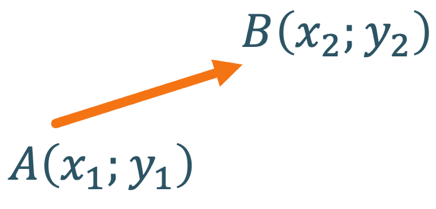 B(x₂; y₂)
A(x₁; y₁)